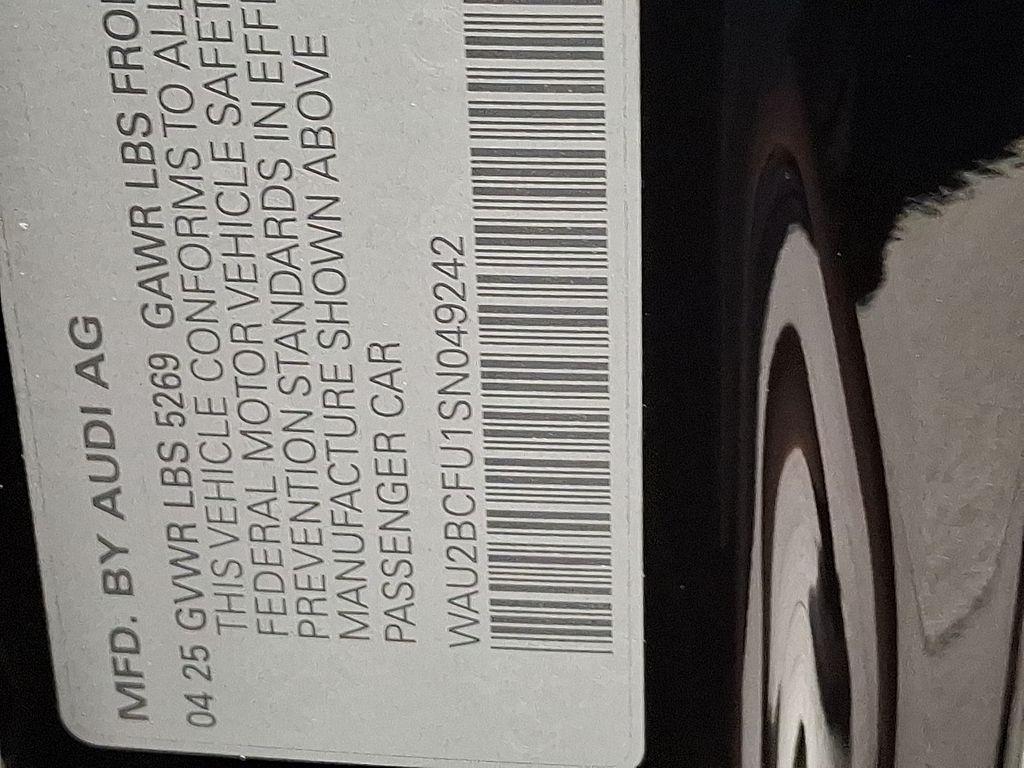 MFD. BY AUDI AG
04 25 GVWR LBS 5269 GAWR LBS FRO
THIS VEHICLE CONFORMS TO ALL
FEDERAL MOTOR VEHICLE SAFET
PREVENTION STANDARDS IN EFF
MANUFACTURE SHOWN ABOVE
PASSENGER CAR
WAU2BCFU1SN049242